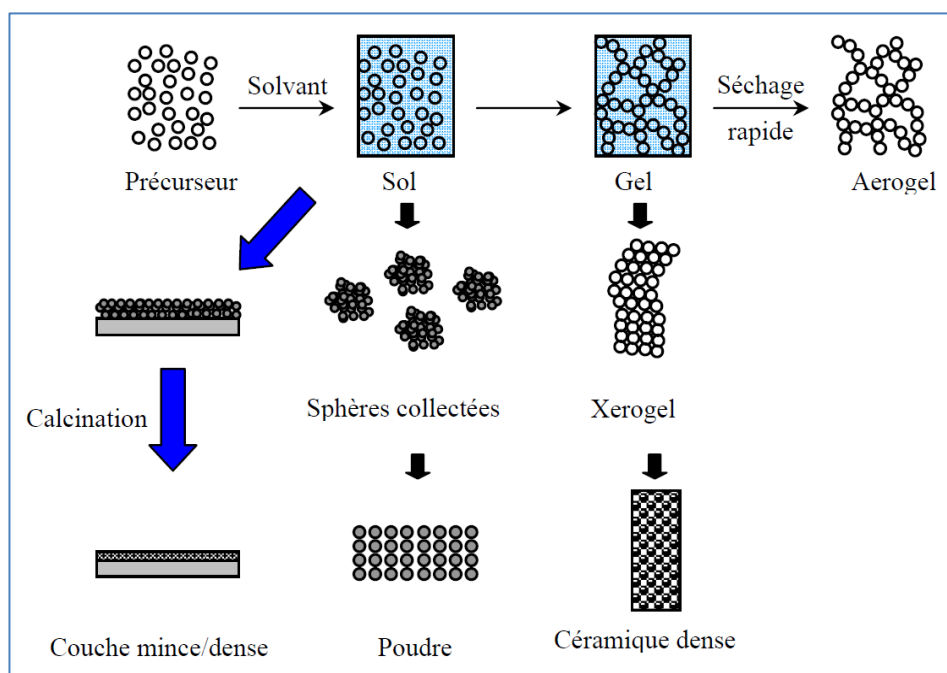 Solvant
Séchage
rapide
Précurseur
Sol
Gel
Aerogel
Sphères collectées
Xerogel
Calcination
Couche mince/dense
Poudre
Céramique dense